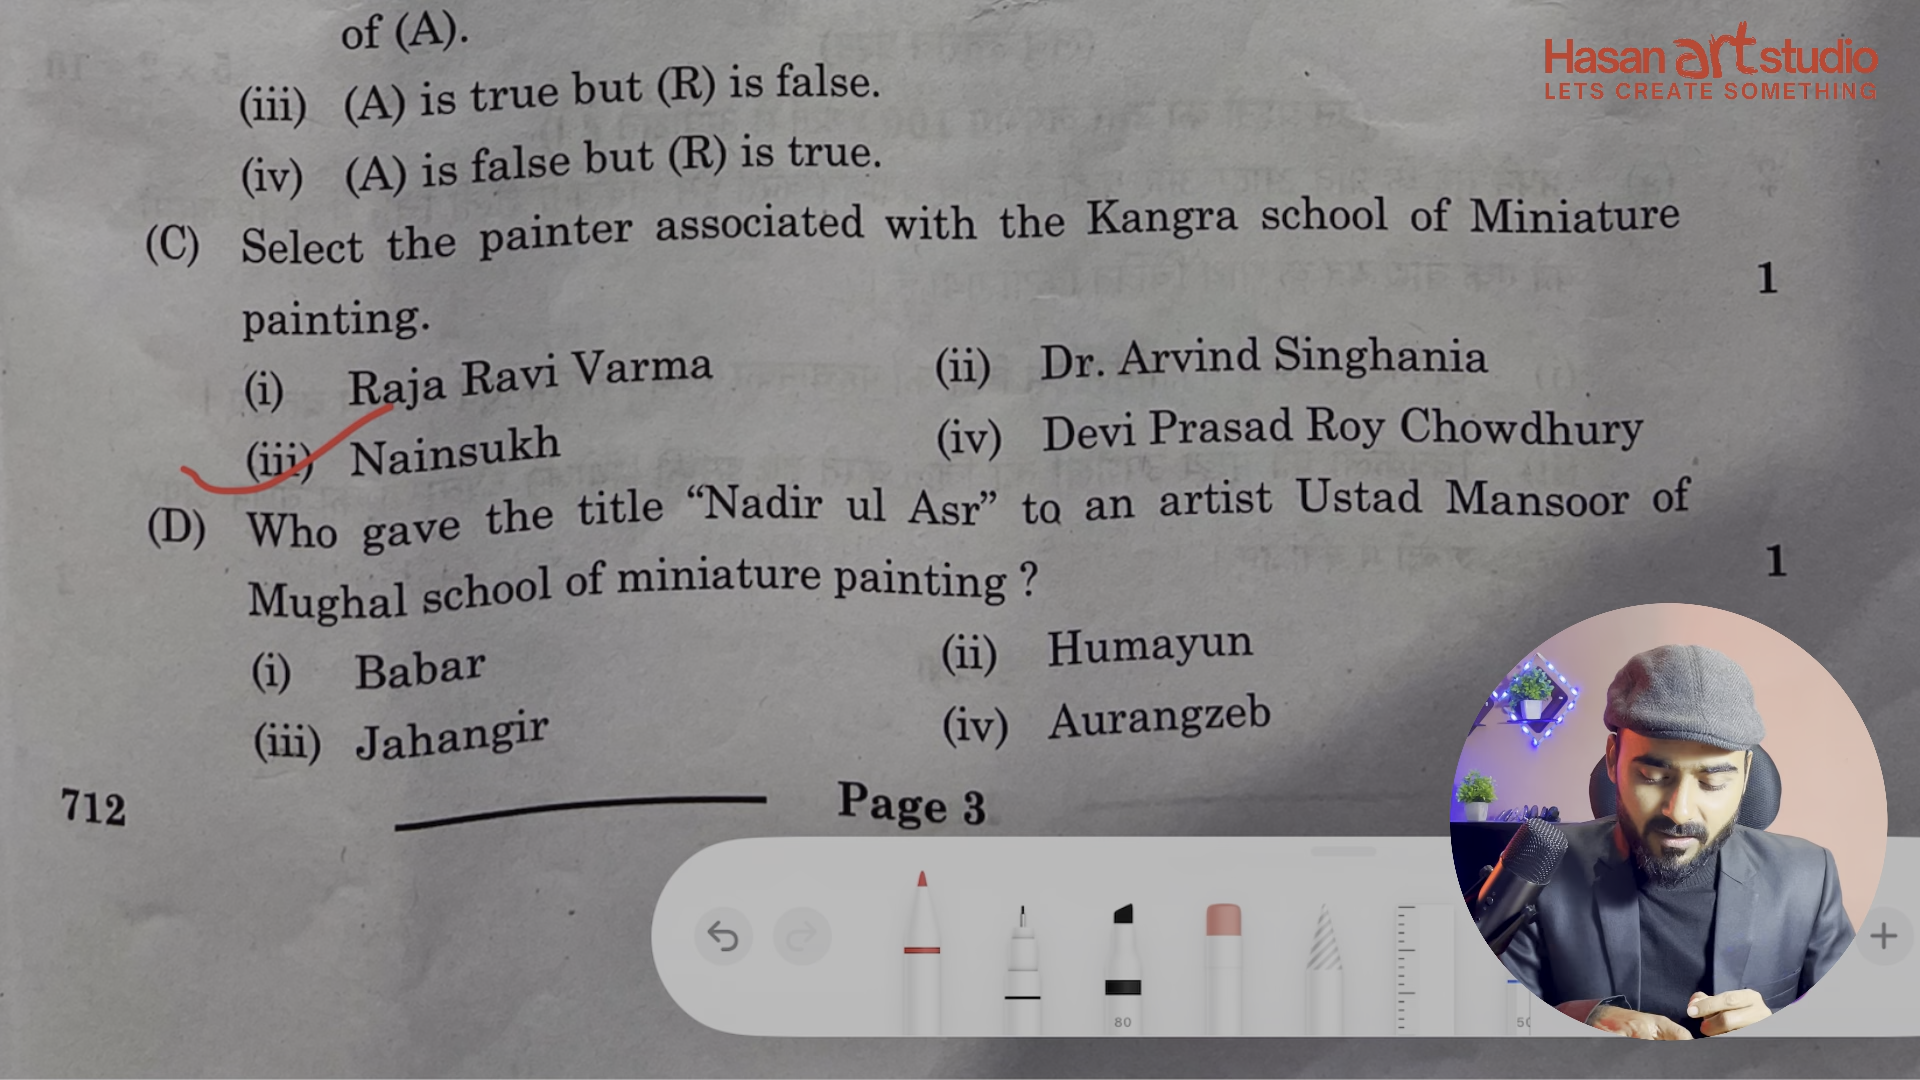 of (A).
Hasan art studio
LETS CREATE SOMETHING
(iii) (A) is true but (R) is false.
(iv) (A) is false but (R) is true.
(C) Select the painter associated with the Kangra school of Miniature
painting. 1
(i) Raja Ravi Varma (ii) Dr. Arvind Singhania
(iii) Nainsukh (iv) Devi Prasad Roy Chowdhury
(D) Who gave the title “Nadir ul Asr” to an artist Ustad Mansoor of
Mughal school of miniature painting ? 1
(i) Babar (ii) Humayun
(iii) Jahangir (iv) Aurangzeb
712 Page 3
80